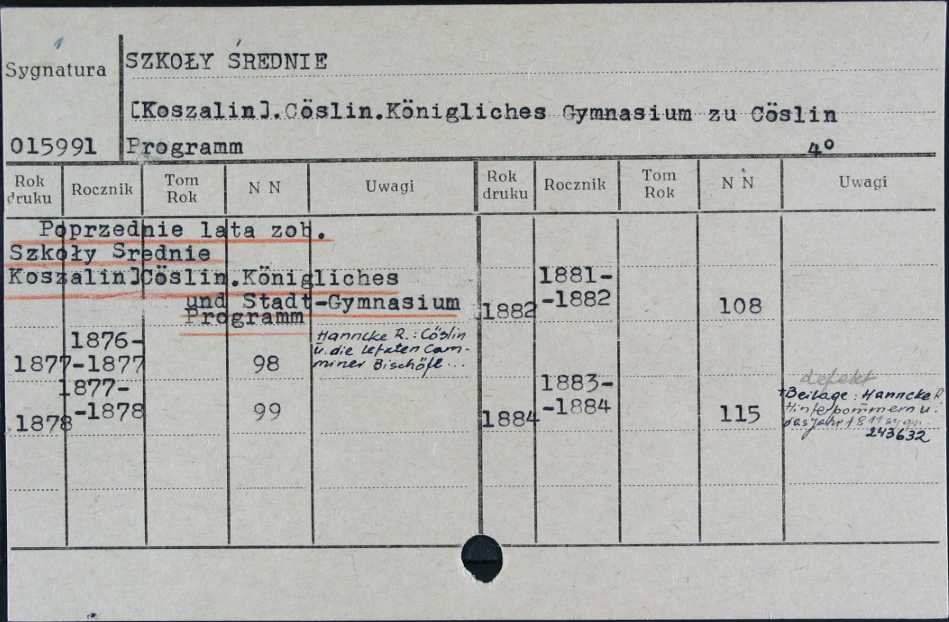 Sygnatura
SZKOŁY ŚREDNIE
[Koszalin].Cöslin.Königliches Gymnasium zu Cöslin
015991
Programm
4°
Rok druku
Rocznik
Tom Rok
N N
Uwagi
Rok druku
Rocznik
Tom Rok
N N
Uwagi
Poprzednie lata zob.
Szkoły Srednie
Koszalin]Cöslin.Königliches
und Stadt-Gymnasium
Programm
1877
1876-
-1877
98
Hanncke R.: Cöslin
u. die letzten Cam-
miner Bischöfe...
1878
1877-
-1878
99
1882
1881-
-1882
108
1884
1883-
-1884
115
defekt
+Beilage: Hanncke R.
Hinterpommern u.
das Jahr 1811
243632